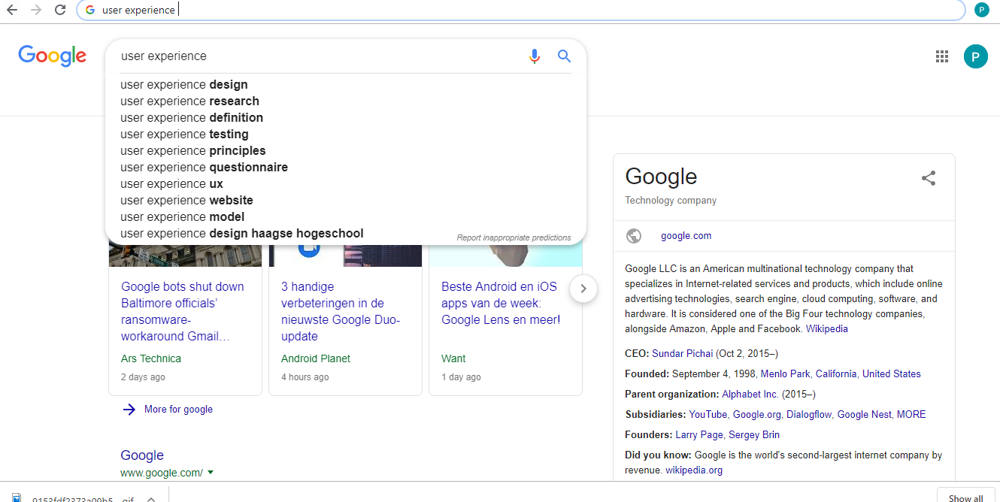 user experience
P
Google
user experience
P
user experience design
user experience research
user experience definition
user experience testing
user experience principles
user experience questionnaire
user experience ux
user experience website
user experience model
user experience design haagse hogeschool
Report inappropriate predictions
Google bots shut down
Baltimore officials’
ransomware-
workaround Gmail…
Ars Technica
2 days ago
3 handige
verbeteringen in de
nieuwste Google Duo-
update
Android Planet
4 hours ago
Beste Android en iOS
apps van de week:
Google Lens en meer!
Want
1 day ago
More for google
Google
www.google.com/
Google
Technology company
google.com
Google LLC is an American multinational technology company that
specializes in Internet-related services and products, which include online
advertising technologies, search engine, cloud computing, software, and
hardware. It is considered one of the Big Four technology companies,
alongside Amazon, Apple and Facebook. Wikipedia
CEO: Sundar Pichai (Oct 2, 2015–)
Founded: September 4, 1998, Menlo Park, California, United States
Parent organization: Alphabet Inc. (2015–)
Subsidiaries: YouTube, Google.org, Dialogflow, Google Nest, MORE
Founders: Larry Page, Sergey Brin
Did you know: Google is the world's second-largest internet company by
revenue. wikipedia.org
9153fdf2373a09b5....gif
Show all